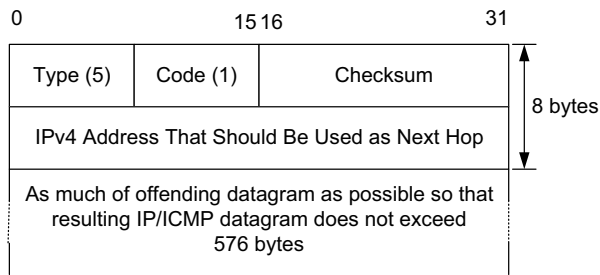 0 15 16 31
Type (5) Code (1) Checksum
8 bytes
IPv4 Address That Should Be Used as Next Hop
As much of offending datagram as possible so that
resulting IP/ICMP datagram does not exceed
576 bytes